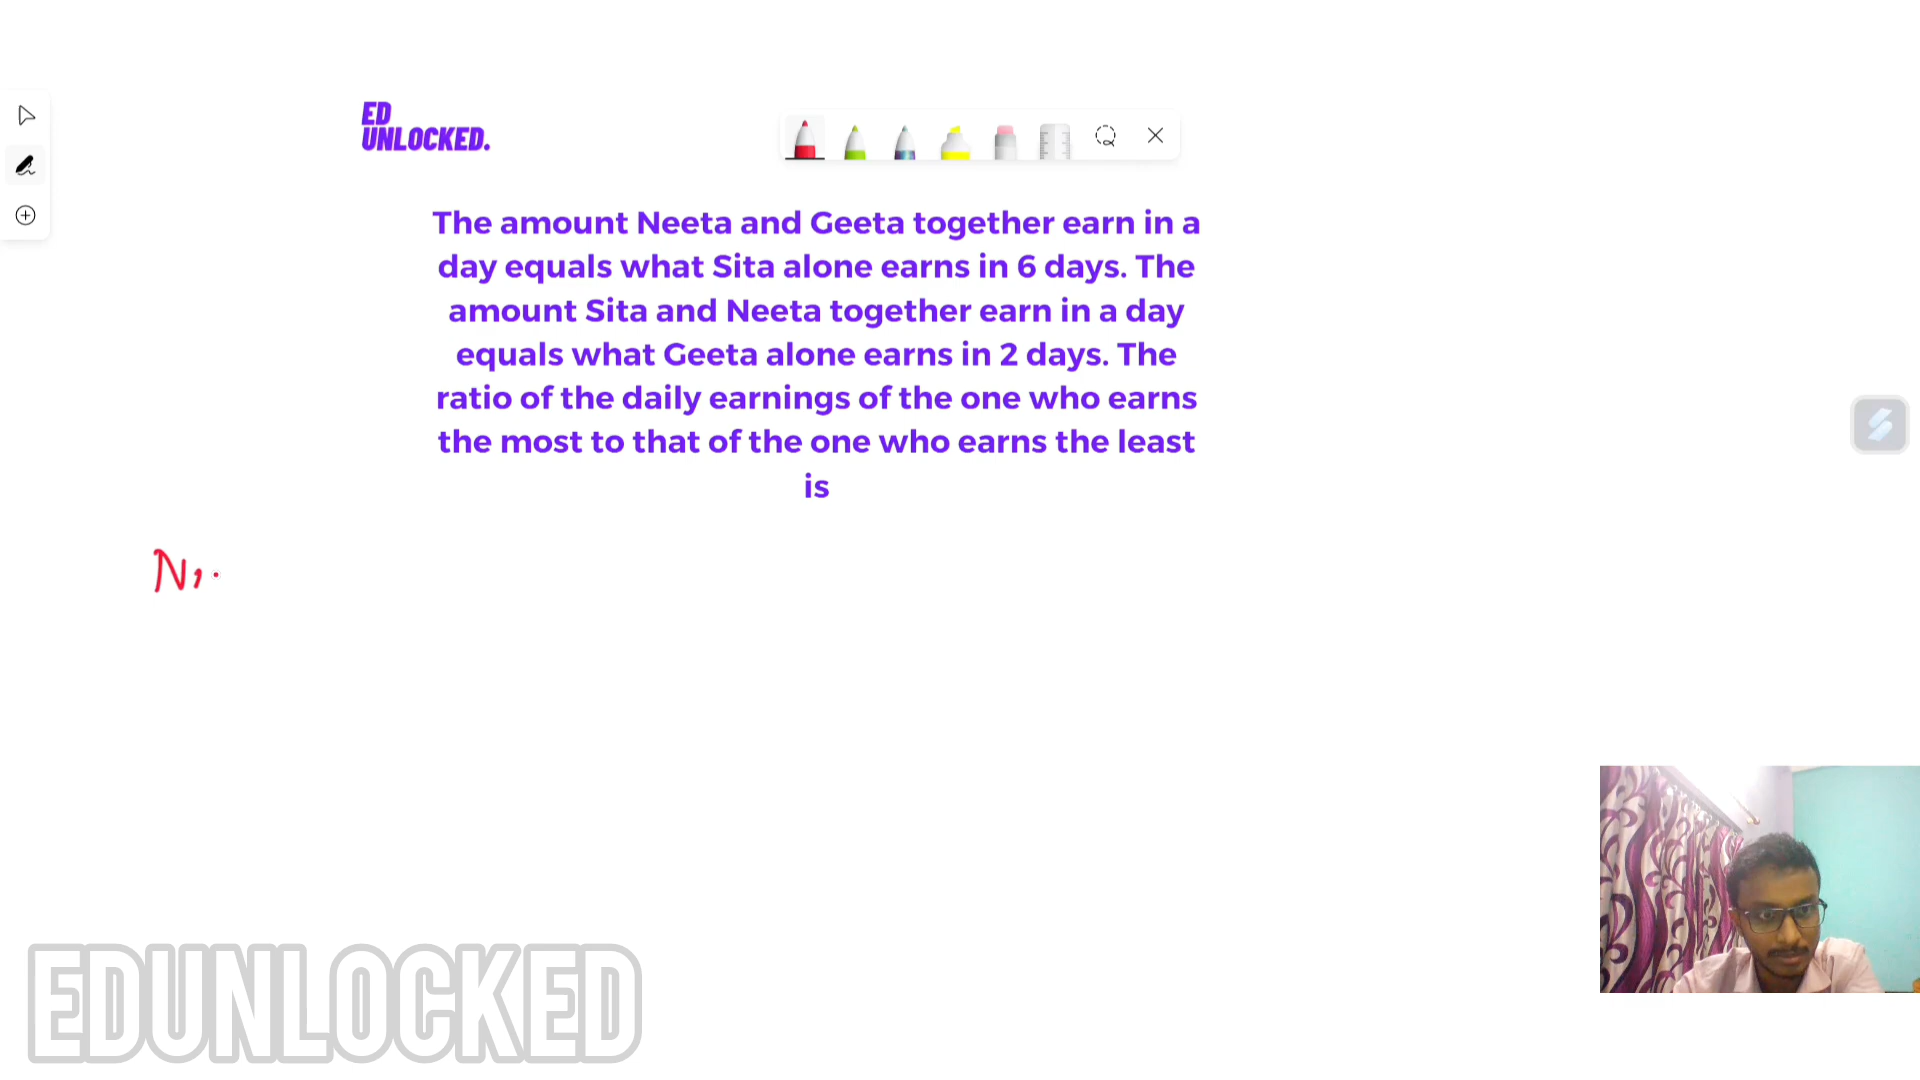 ED
UNLOCKED.
The amount Neeta and Geeta together earn in a
day equals what Sita alone earns in 6 days. The
amount Sita and Neeta together earn in a day
equals what Geeta alone earns in 2 days. The
ratio of the daily earnings of the one who earns
the most to that of the one who earns the least
is
N, .
EDUNLOCKED